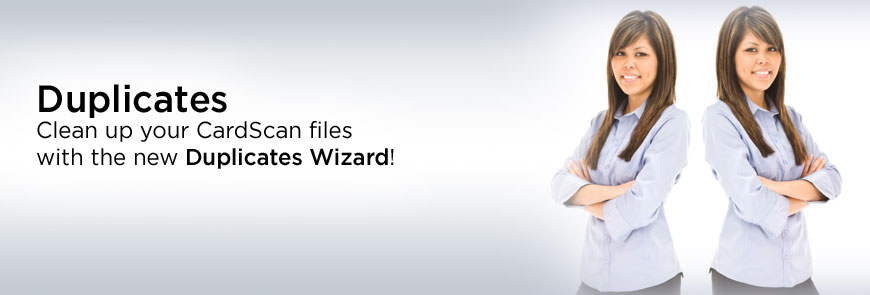 Duplicates
Clean up your CardScan files
with the new Duplicates Wizard!